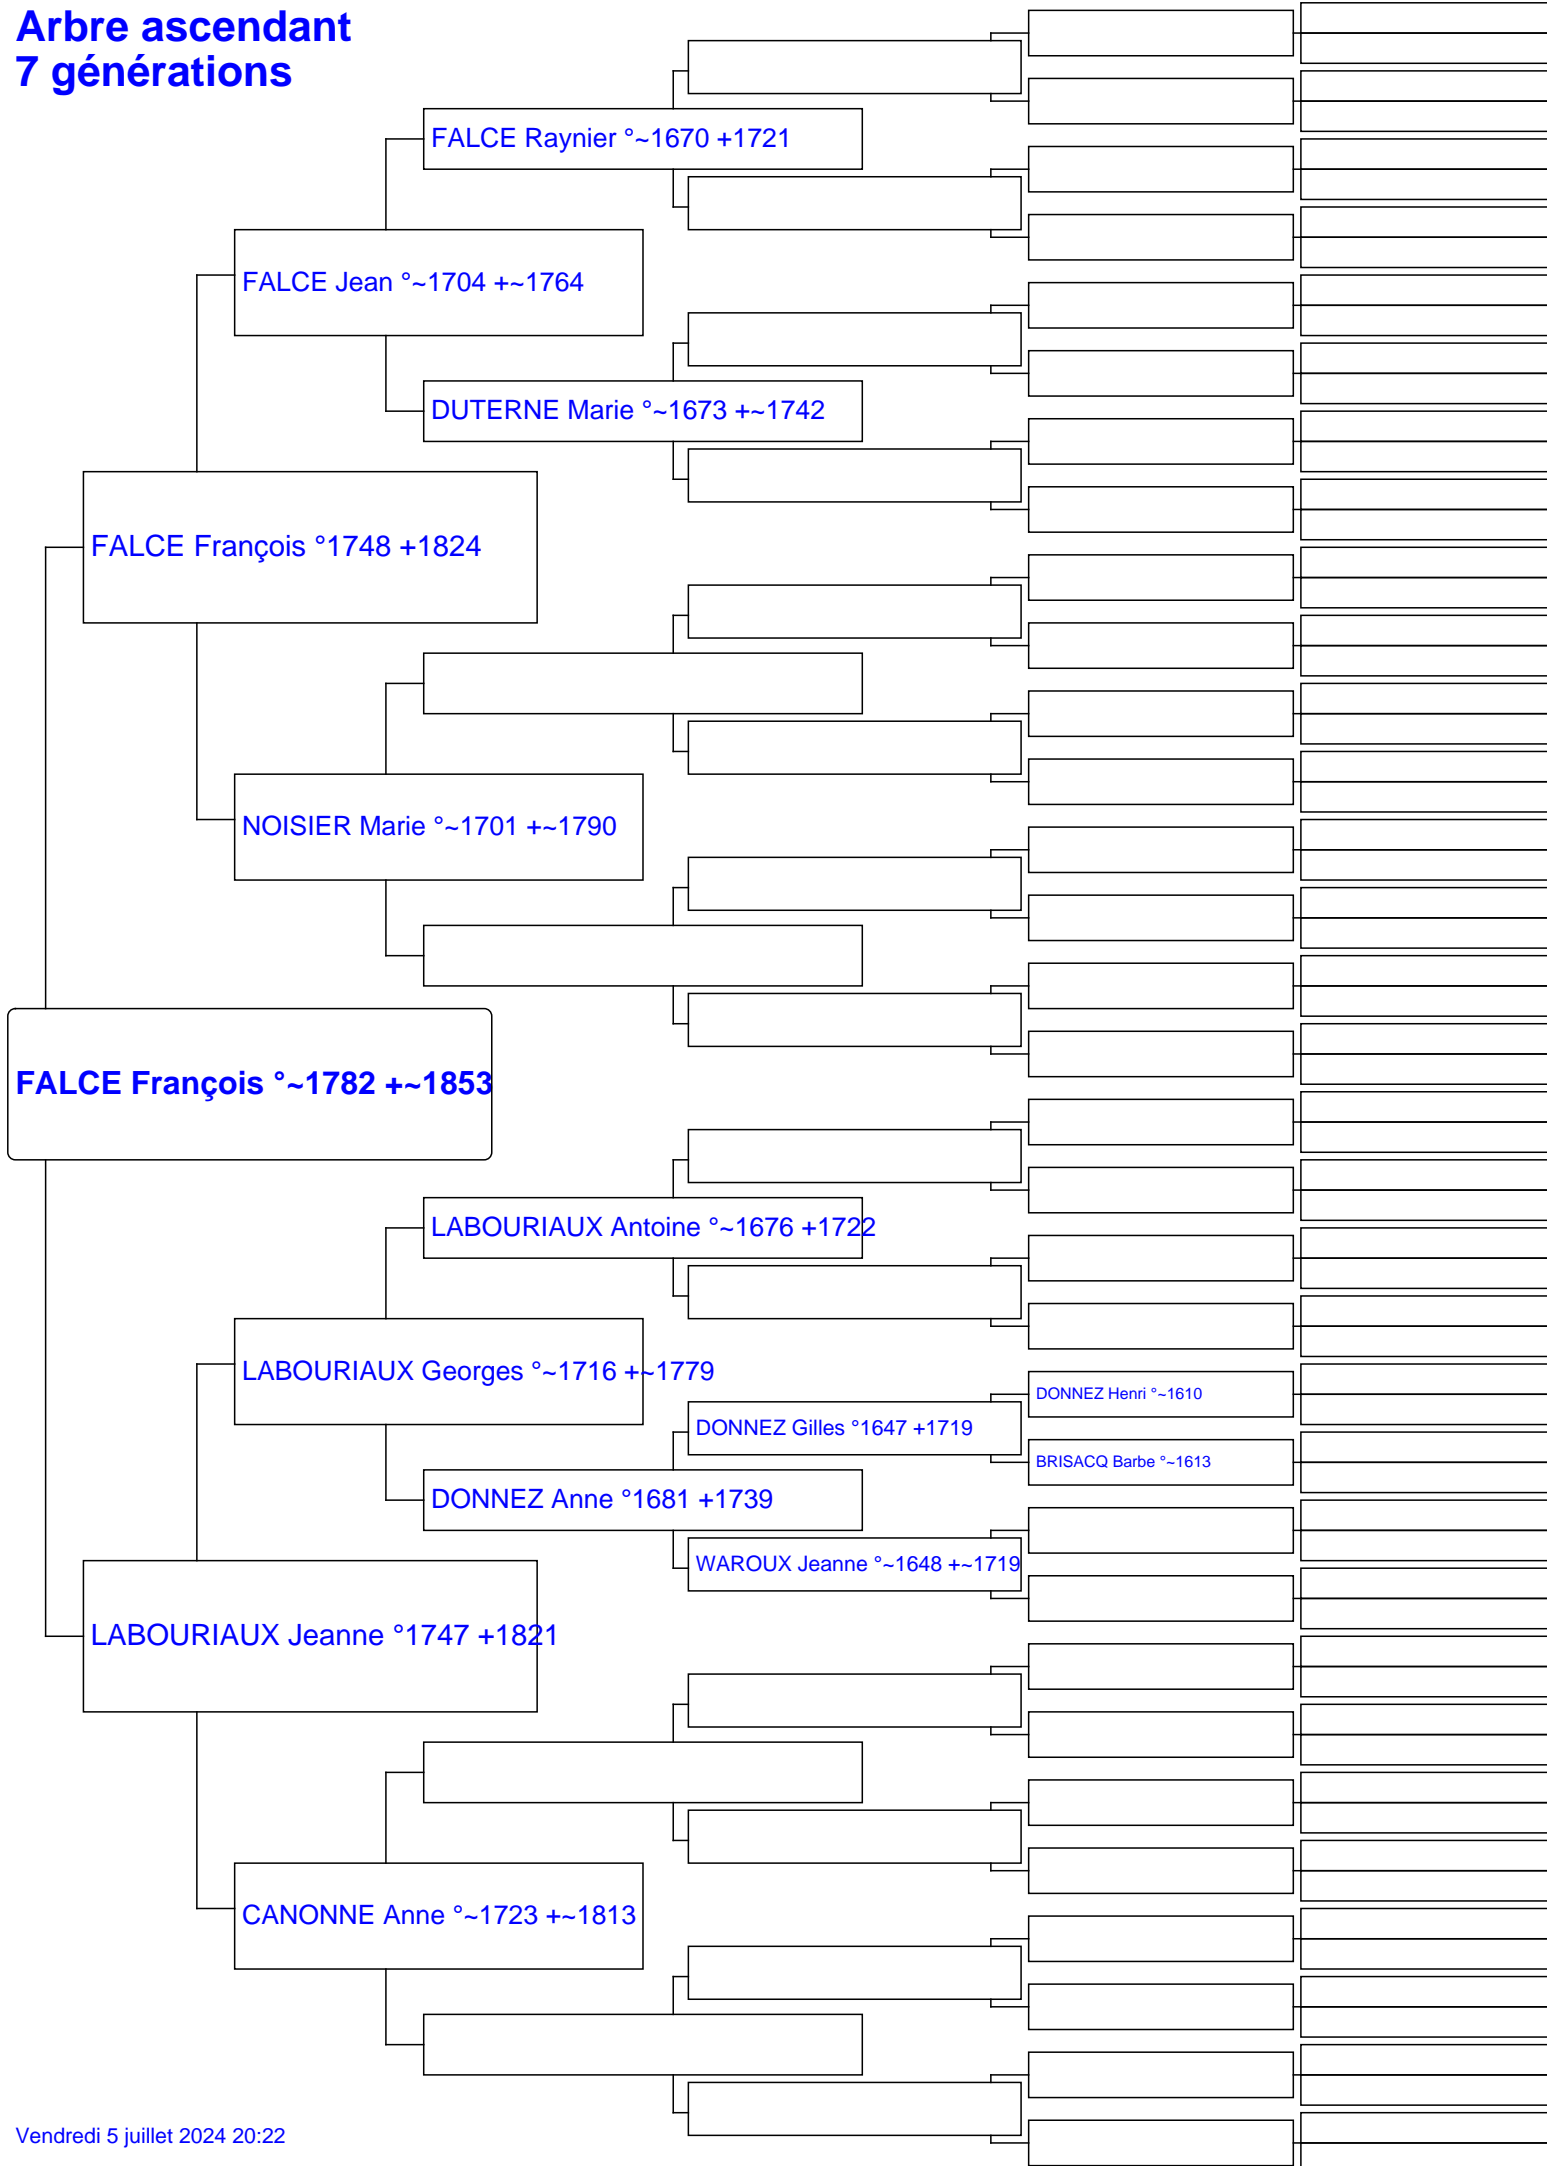 Arbre ascendant
7 générations
FALCE Raynier °~1670 +1721
FALCE Jean °~1704 +~1764
DUTERNE Marie °~1673 +~1742
FALCE François °1748 +1824
NOISIER Marie °~1701 +~1790
FALCE François °~1782 +~1853
LABOURIAUX Antoine °~1676 +1722
LABOURIAUX Georges °~1716 +~1779
DONNEZ Henri °~1610
DONNEZ Gilles °1647 +1719
BRISACQ Barbe °~1613
DONNEZ Anne °1681 +1739
WAROUX Jeanne °~1648 +~1719
LABOURIAUX Jeanne °1747 +1821
CANONNE Anne °~1723 +~1813
Vendredi 5 juillet 2024 20:22